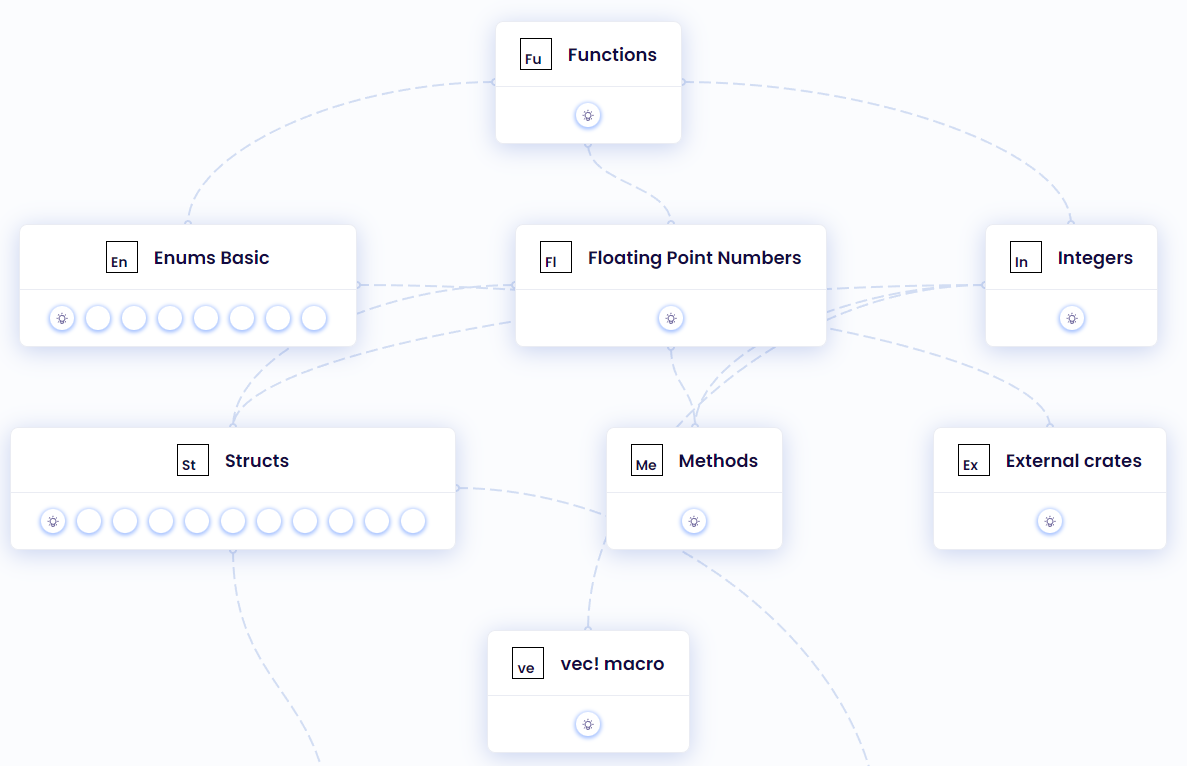 Fu Functions
En Enums Basic
Fl Floating Point Numbers
In Integers
St Structs
Me Methods
Ex External crates
ve vec! macro